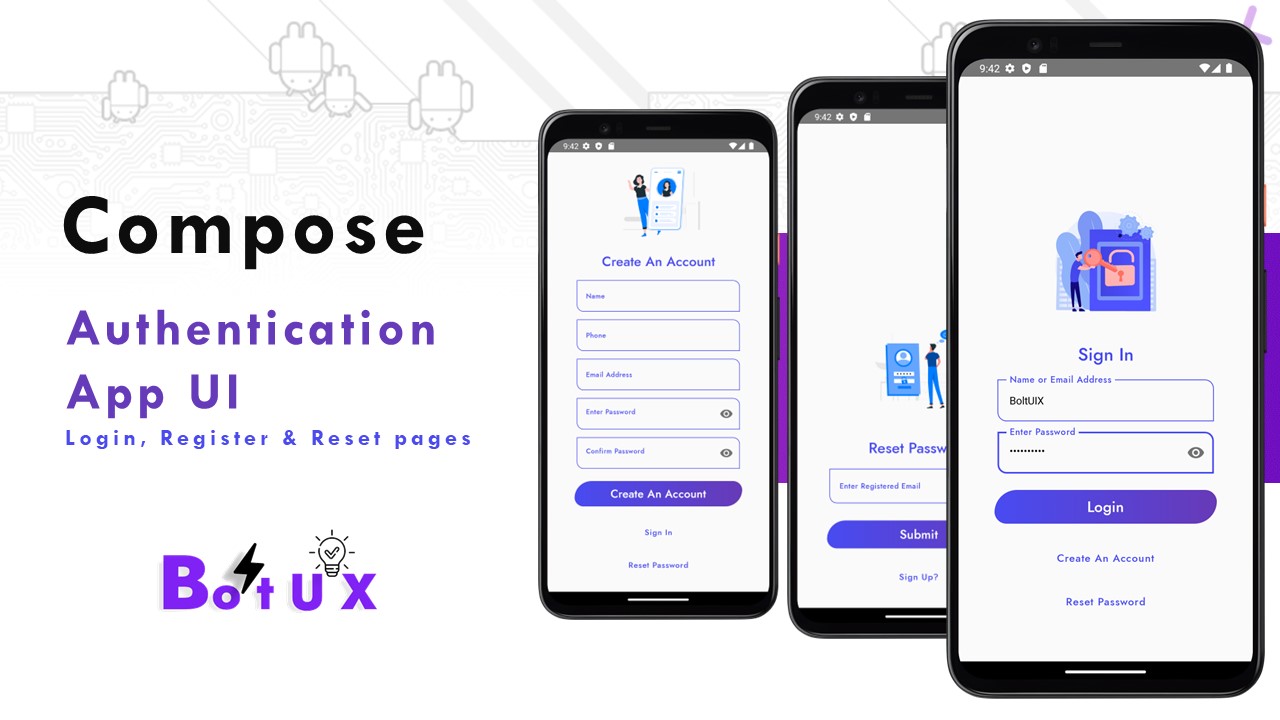 Compose
Authentication
App UI
Login, Register & Reset pages
Bo t U X
9:42
Create An Account
Name
Phone
Email Address
Enter Password
Confirm Password
Create An Account
Sign In
Reset Password
9:42
Reset Passw
Enter Registered Email
Submit
Sign Up?
9:42
Sign In
Name or Email Address
BoltUIX
Enter Password
••••••••••
Login
Create An Account
Reset Password